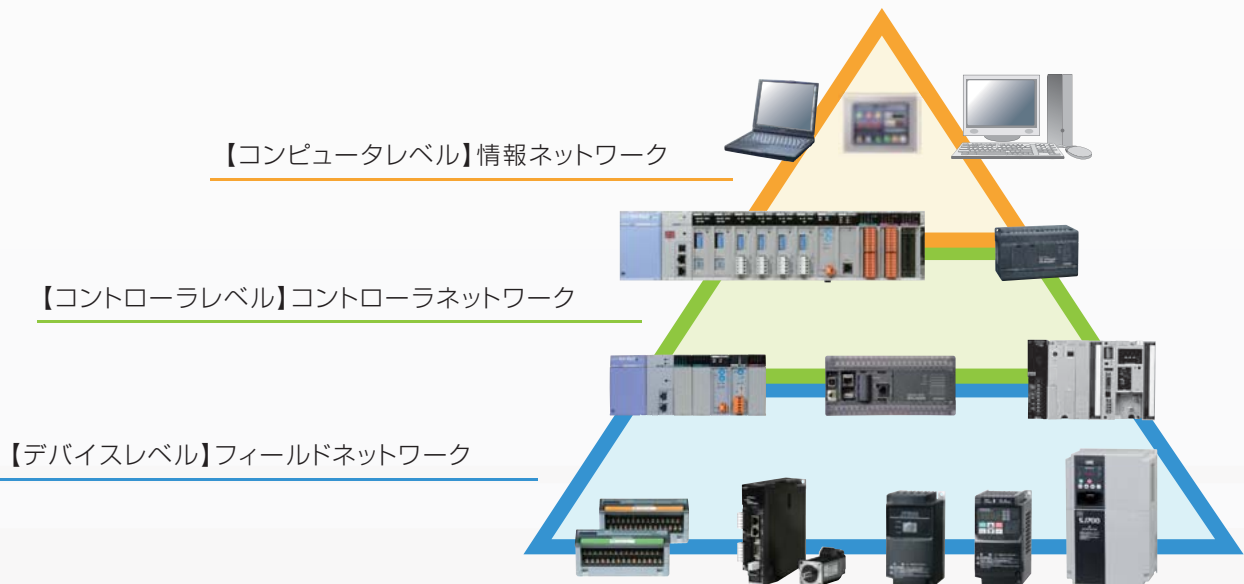 【コンピュータレベル】情報ネットワーク
【コントローラレベル】コントローラネットワーク
【デバイスレベル】フィールドネットワーク
SJ700